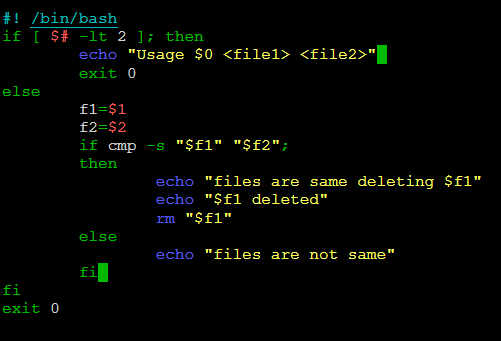 #! /bin/bash
if [ $# -lt 2 ]; then
echo "Usage $0 <file1> <file2>"
exit 0
else
f1=$1
f2=$2
if cmp -s "$f1" "$f2";
then
echo "files are same deleting $f1"
echo "$f1 deleted"
rm "$f1"
else
echo "files are not same"
fi
fi
exit 0